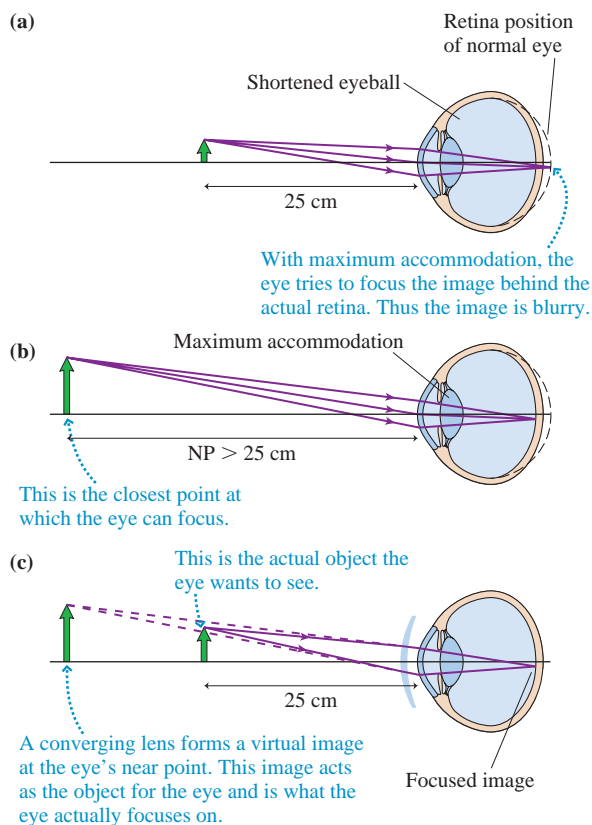 (a)
Retina position
of normal eye
Shortened eyeball
25 cm
With maximum accommodation, the
eye tries to focus the image behind the
actual retina. Thus the image is blurry.
(b)
Maximum accommodation
NP > 25 cm
This is the closest point at
which the eye can focus.
(c)
This is the actual object the
eye wants to see.
25 cm
A converging lens forms a virtual image
at the eye’s near point. This image acts
as the object for the eye and is what the
eye actually focuses on.
Focused image